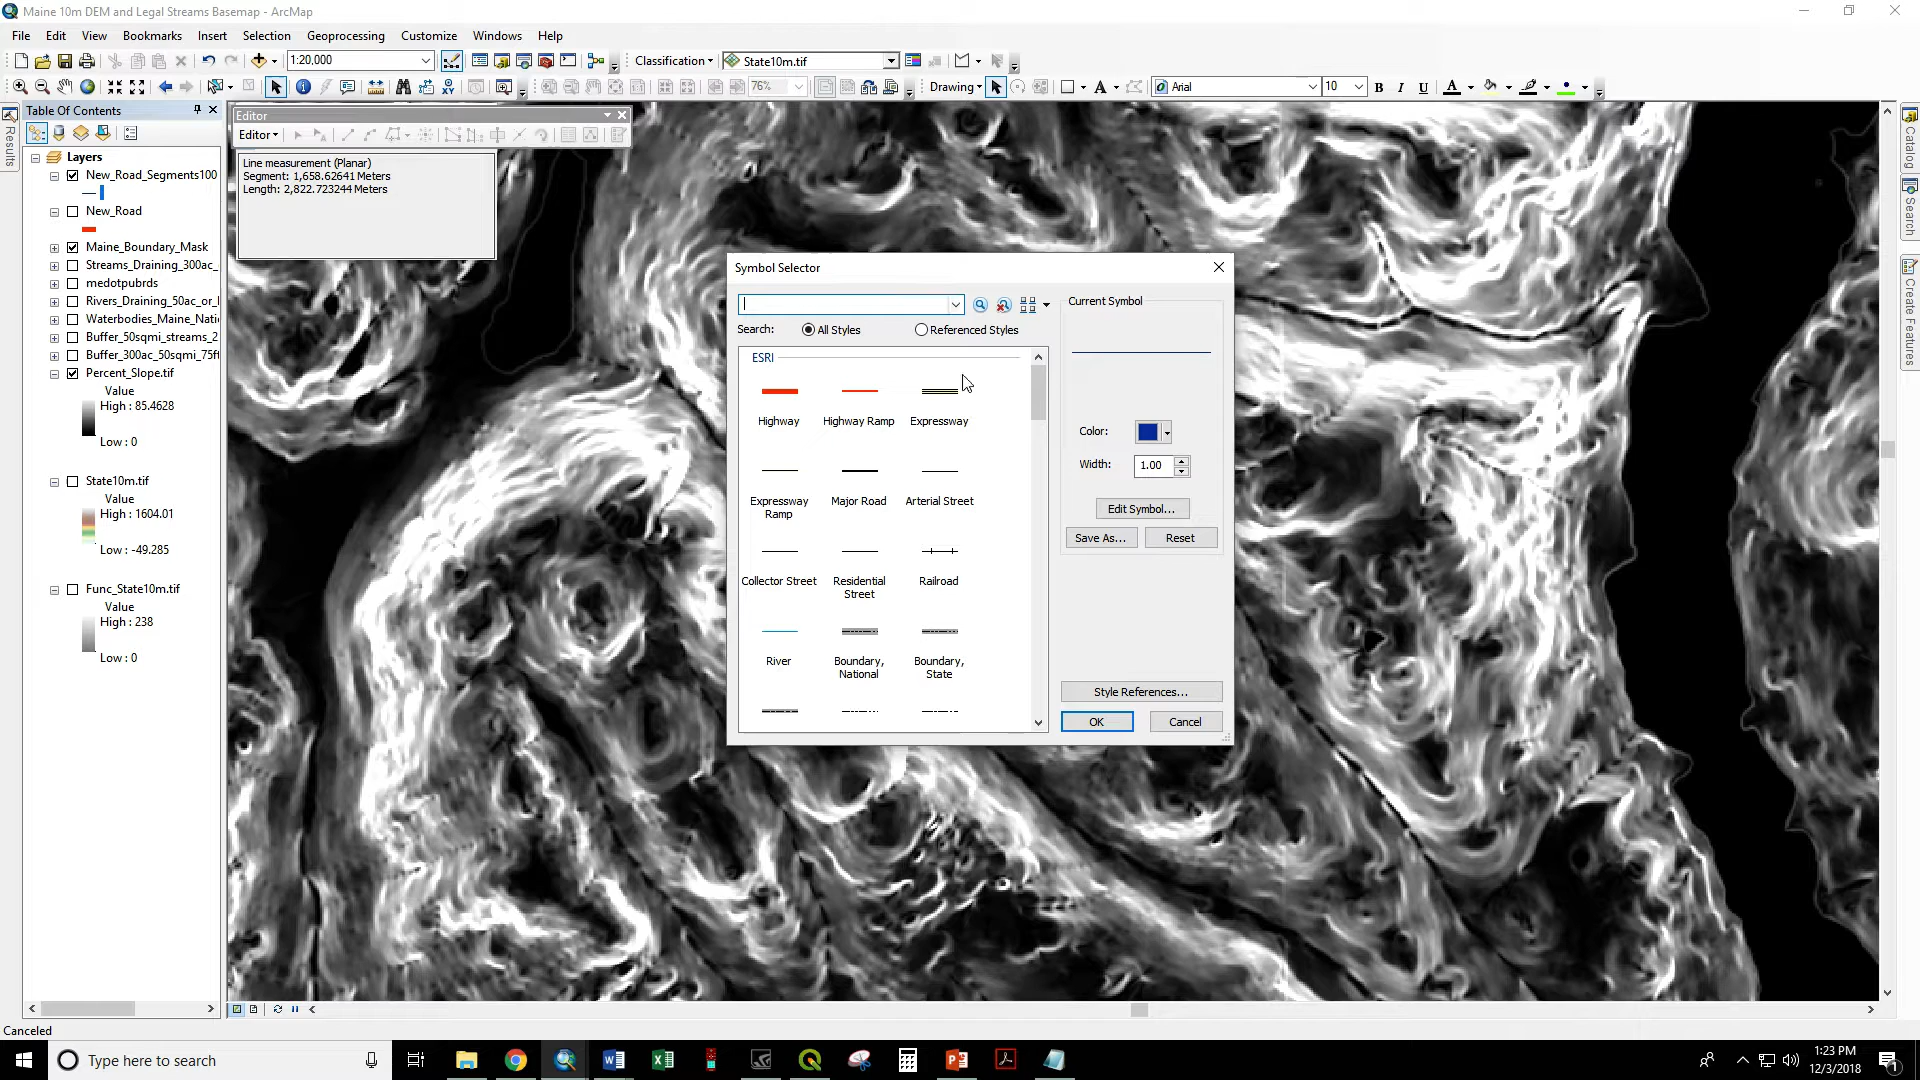 Maine 10m DEM and Legal Streams Basemap - ArcMap
File Edit View Bookmarks Insert Selection Geoprocessing Customize Windows Help
1:20,000 Classification State10m.tif
76% Drawing A Arial 10 B I U A
Table Of Contents
Results
Layers
New_Road_Segments100
New_Road
Maine_Boundary_Mask
Streams_Draining_300ac_
medotpubrds
Rivers_Draining_50ac_or_l
Waterbodies_Maine_Nati
Buffer_50sqmi_streams_2
Buffer_300ac_50sqmi_75ft
Percent_Slope.tif
Value
High : 85.4628
Low : 0
State10m.tif
Value
High : 1604.01
Low : -49.285
Func_State10m.tif
Value
High : 238
Low : 0
Editor
Editor
Line measurement (Planar)
Segment: 1,658.62641 Meters
Length: 2,822.723244 Meters
Symbol Selector
Search: All Styles Referenced Styles
ESRI
Highway Highway Ramp Expressway
Expressway Ramp Major Road Arterial Street
Collector Street Residential Street Railroad
River Boundary, National Boundary, State
Current Symbol
Color:
Width: 1.00
Edit Symbol...
Save As... Reset
Style References...
OK Cancel
Catalog
Search
Create Features
Canceled
Type here to search
1:23 PM
12/3/2018
1